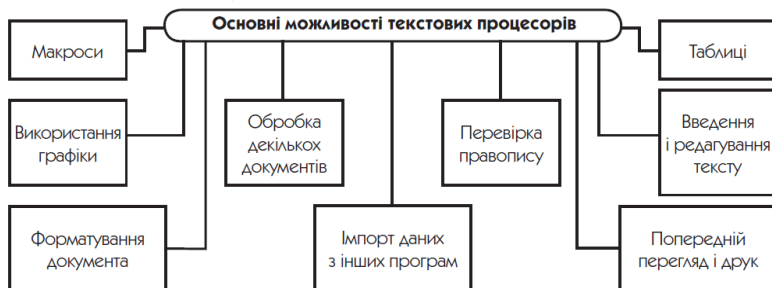 Основні можливості текстових процесорів
Макроси
Таблиці
Використання
графіки
Обробка
декількох
документів
Перевірка
правопису
Введення
і редагування
тексту
Форматування
документа
Імпорт даних
з інших програм
Попередній
перегляд і друк